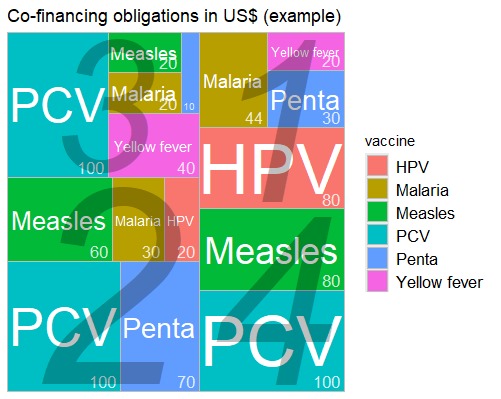 Co-financing obligations in US$ (example)
3
PCV
100
Measles
20
Malaria
20
10
Yellow fever
40
1
Malaria
44
Yellow fever
20
Penta
30
HPV
80
2
Measles
60
Malaria
30
HPV
20
PCV
100
Penta
70
4
Measles
80
PCV
100
vaccine
HPV
Malaria
Measles
PCV
Penta
Yellow fever